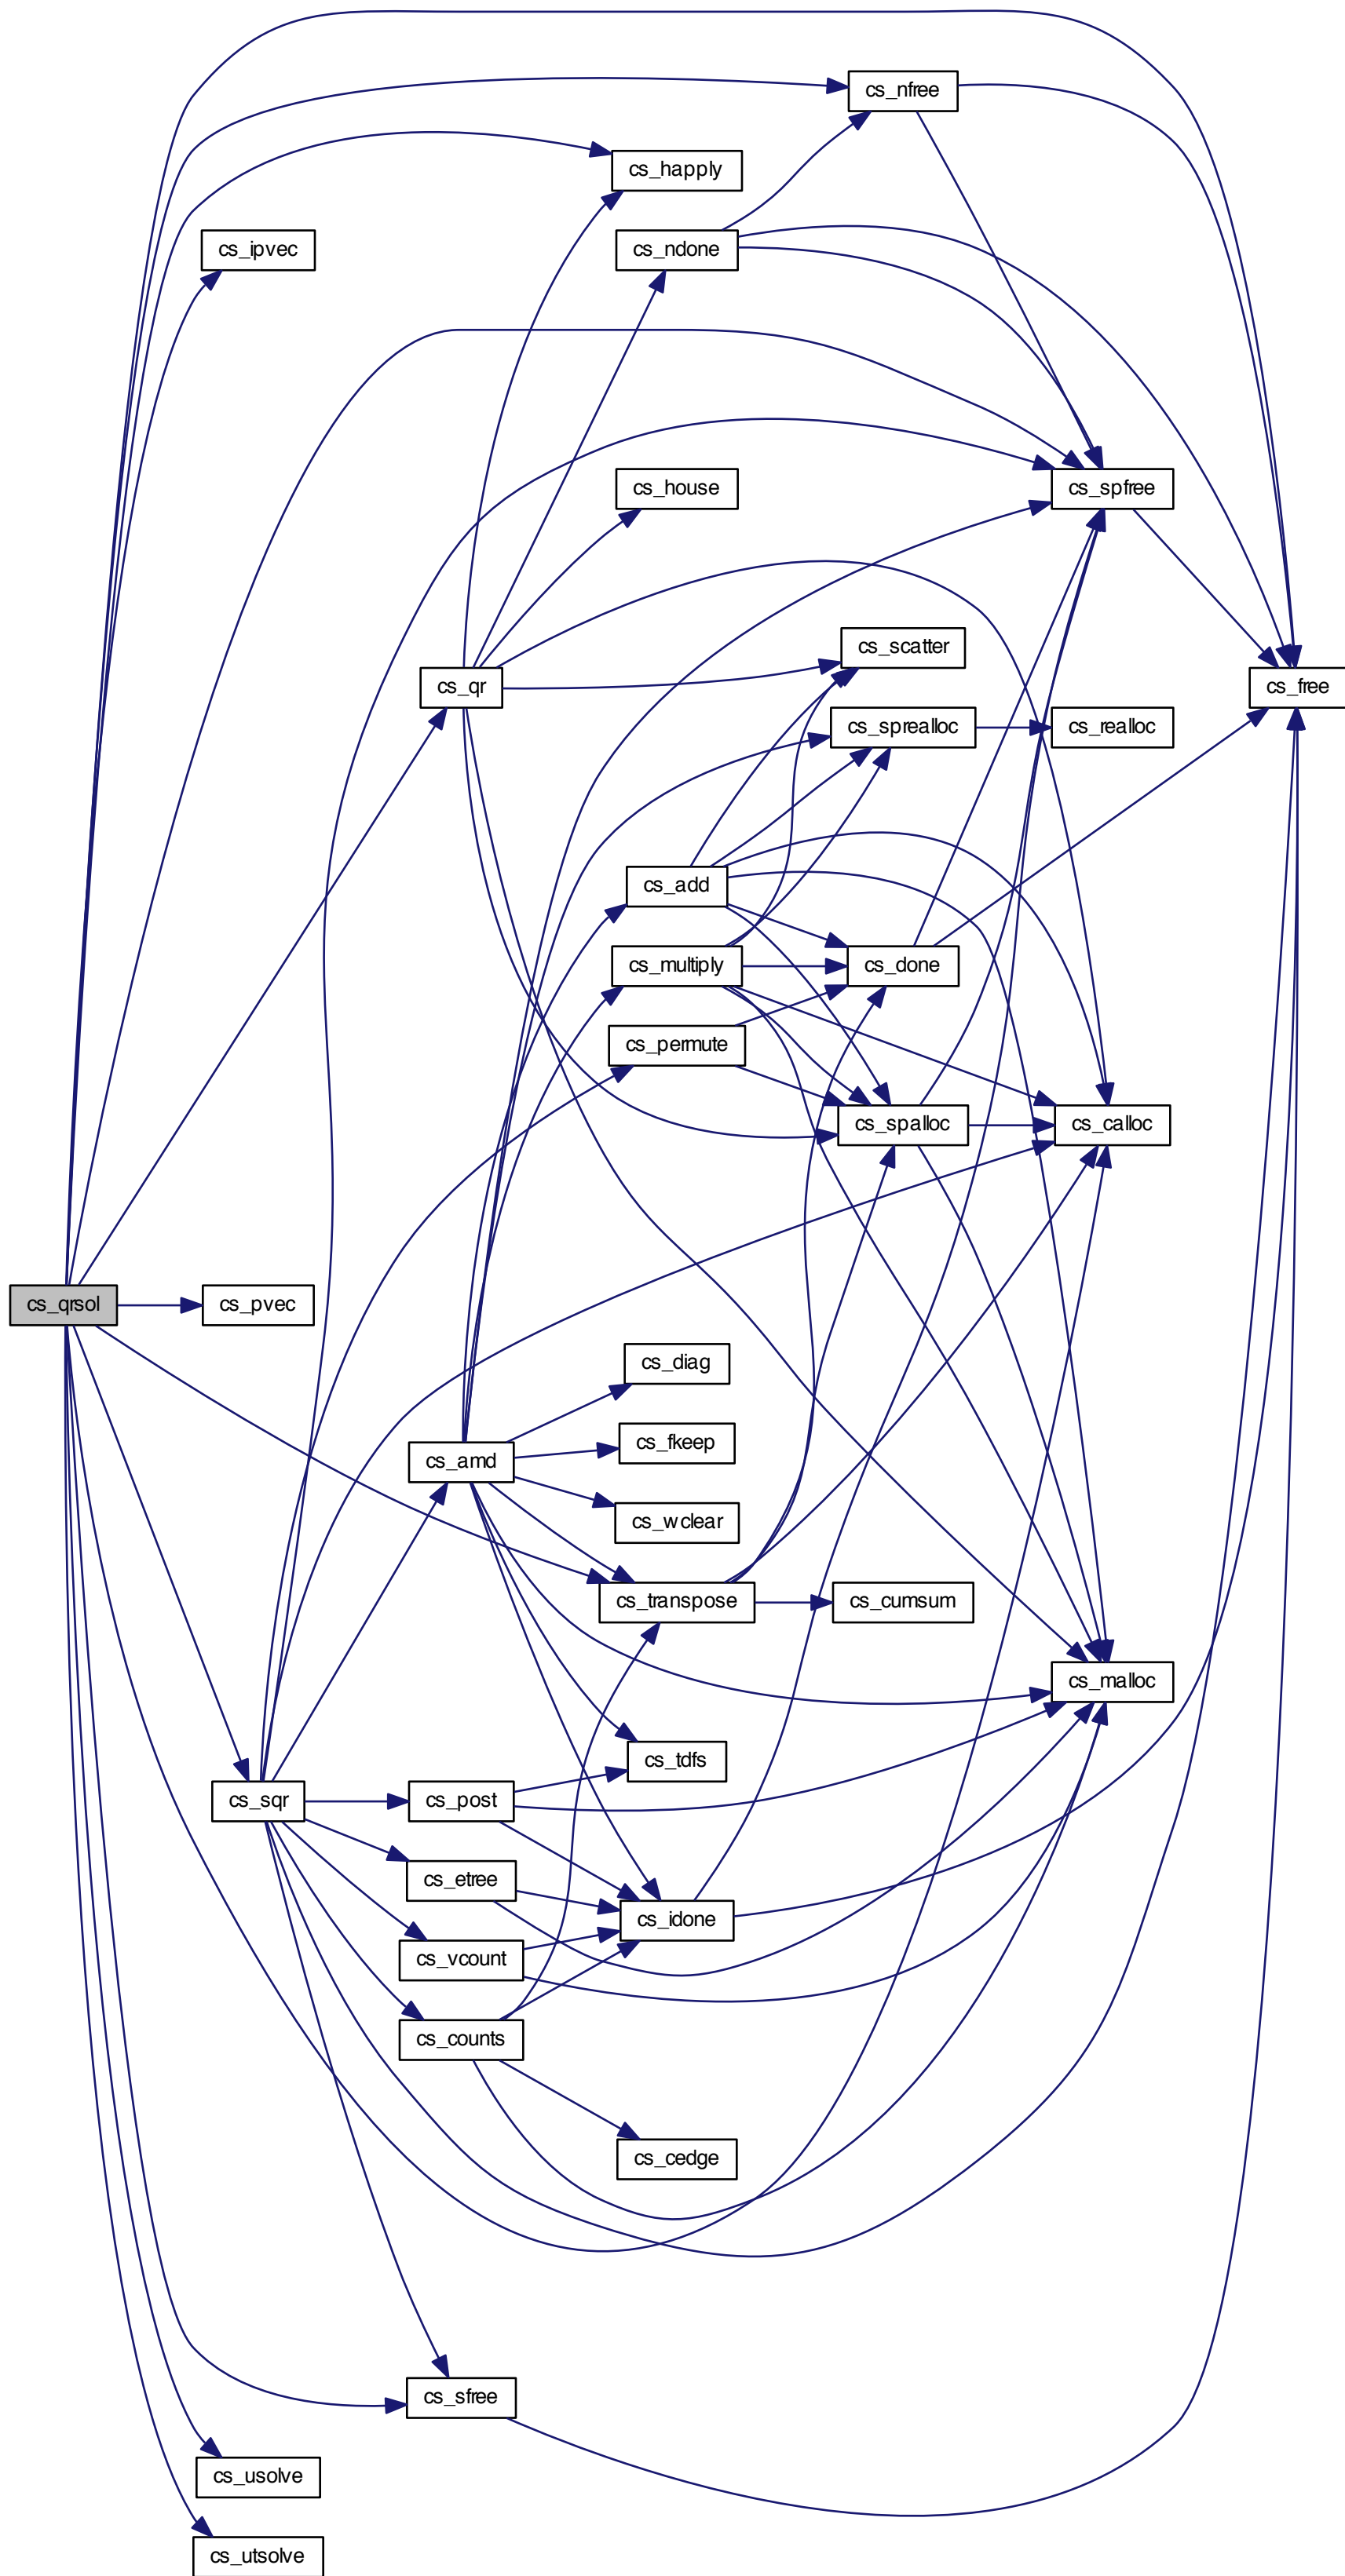 cs_nfree
cs_happly
cs_ipvec
cs_ndone
cs_house
cs_spfree
cs_scatter
cs_qr
cs_free
cs_sprealloc
cs_realloc
cs_add
cs_multiply
cs_done
cs_permute
cs_spalloc
cs_calloc
cs_qrsol
cs_pvec
cs_diag
cs_fkeep
cs_amd
cs_wclear
cs_transpose
cs_cumsum
cs_malloc
cs_tdfs
cs_sqr
cs_post
cs_etree
cs_idone
cs_vcount
cs_counts
cs_cedge
cs_sfree
cs_usolve
cs_utsolve